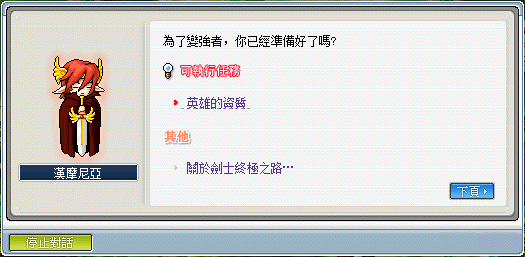 為了變強者，你已經準備好了嗎?
可執行任務
英雄的資質
其他
關於劍士終極之路…
漢摩尼亞
下頁
停止對話